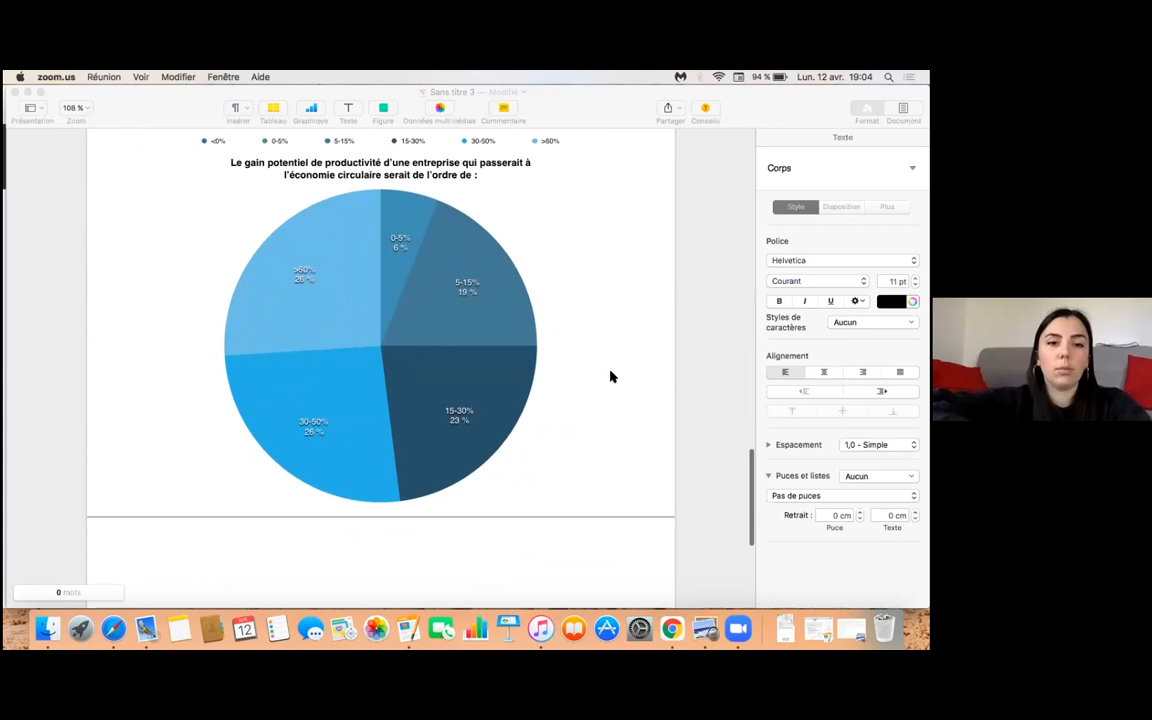 zoom.us Réunion Voir Modifier Fenêtre Aide 94 % Lun. 12 avr. 19:04
Sans titre 3 — Modifié
108 %
Présentation Zoom Insérer Tableau Graphique Texte Figure Données multimédias Commentaire Partager Conseils Format Document
Texte
<0% 0-5% 5-15% 15-30% 30-50% >50%
Le gain potentiel de productivité d'une entreprise qui passerait à
l'économie circulaire serait de l'ordre de :
0-5%
6 %
5-15%
19 %
15-30%
23 %
30-50%
26 %
>50%
26 %
0 mots
Corps
Style Disposition Plus
Police
Helvetica
Courant 11 pt
B I U
Styles de
caractères
Aucun
Alignement
Espacement 1,0 - Simple
Puces et listes Aucun
Pas de puces
Retrait : 0 cm 0 cm
Puce Texte
12